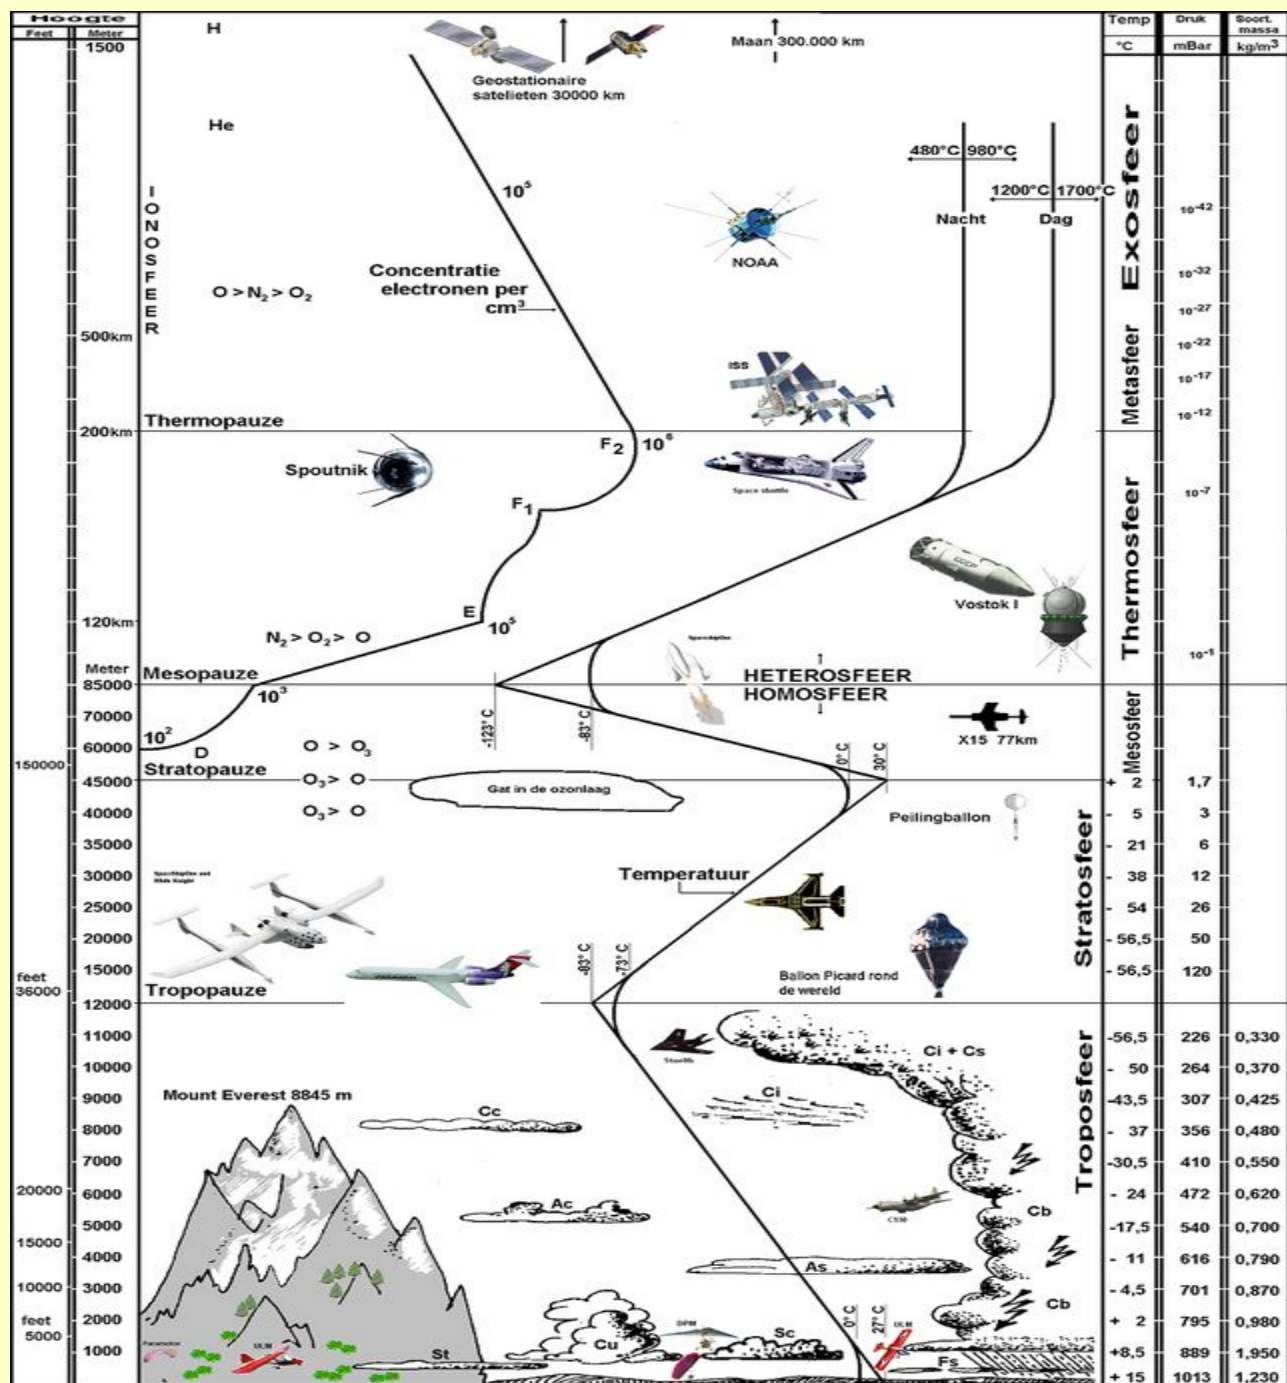 Hoogte
Feet Meter
Temp Druk Soort. massa
°C mBar kg/m³
H
1500
Geostationaire
satelieten 30000 km
Maan 300.000 km
He
480°C 980°C
1200°C 1700°C
Nacht Dag
10⁵
IONOSFEER
NOAA
Exosfeer
10-42
10-32
10-27
10-22
10-17
10-12
Concentratie
electronen per
cm³
O > N₂ > O₂
500km
ISS
Metasfeer
Thermopauze
200km
F₂ 10⁶
Spoutnik
Space shuttle
F₁
10-7
Thermosfeer
Vostok I
CCCP
E
10⁵
120km
N₂ > O₂ > O
10-1
Meter
Mesopauze
85000
10³
HETEROSFEER
HOMOSFEER
70000
-123° C -83° C
10²
60000
D
O > O₃
X15 77km
Mesosfeer
150000
Stratopauze
0° C 30° C
45000
O₃ > O
Gat in de ozonlaag
+ 2 1,7
40000
O₃ > O
Peilingballon
- 5 3
35000 - 21 6
30000 - 38 12
Temperatuur
25000 - 54 26
20000 - 56,5 50
15000 - 56,5 120
Stratosfeer
-83° C -73° C
Ballon Picard rond
de wereld
feet
36000
Tropopauze
12000
11000 -56,5 226 0,330
Ci + Cs
10000 - 50 264 0,370
Mount Everest 8845 m
9000 -43,5 307 0,425
Ci
Cc
8000 - 37 356 0,480
7000 -30,5 410 0,550
Troposfeer
20000
6000 - 24 472 0,620
Ac
C130
Cb
5000 -17,5 540 0,700
15000
4000 - 11 616 0,790
As
10000
3000 - 4,5 701 0,870
Cb
2000 + 2 795 0,980
0° C 27° C
feet
5000
DPM ULM
Sc
Cu
Paramotor
ULM
St
1000 +8,5 889 1,950
Fs
+ 15 1013 1,230